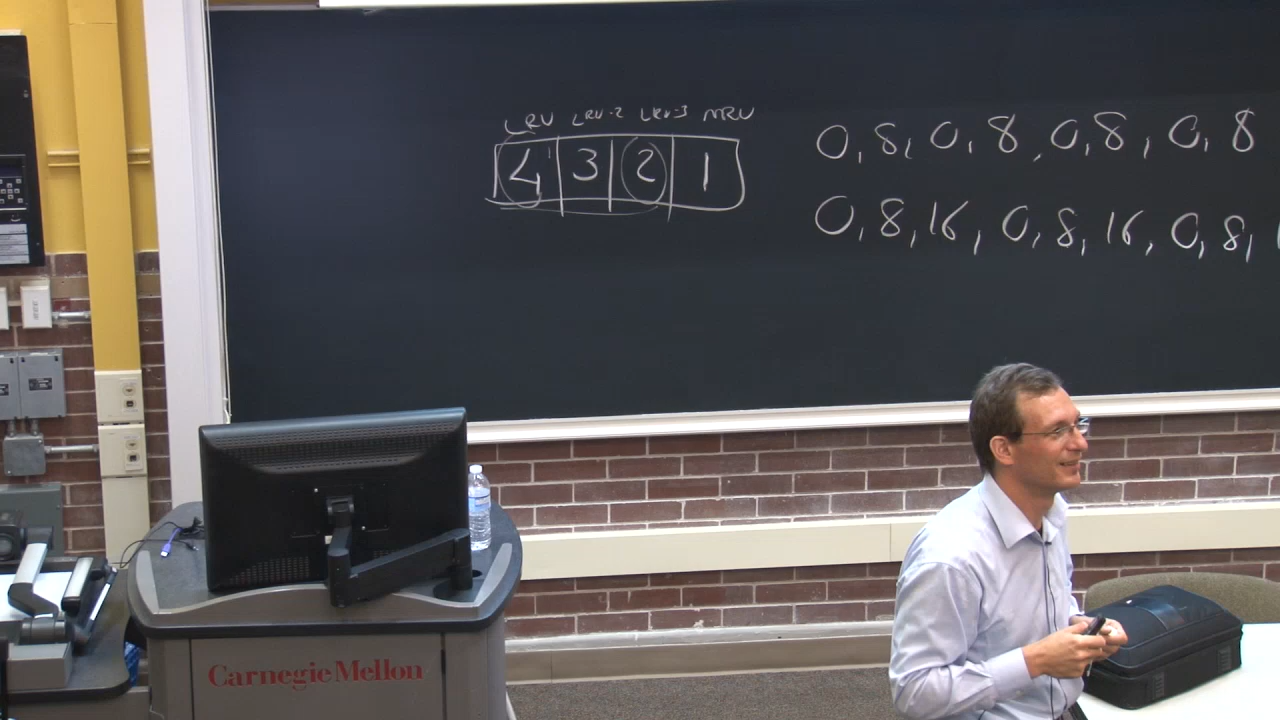 LRU LRU-2 LRU-3 MRU
4 3 2 1
0, 8, 0, 8, 0, 8, 0, 8
0, 8, 16, 0, 8, 16, 0, 8,
Carnegie Mellon